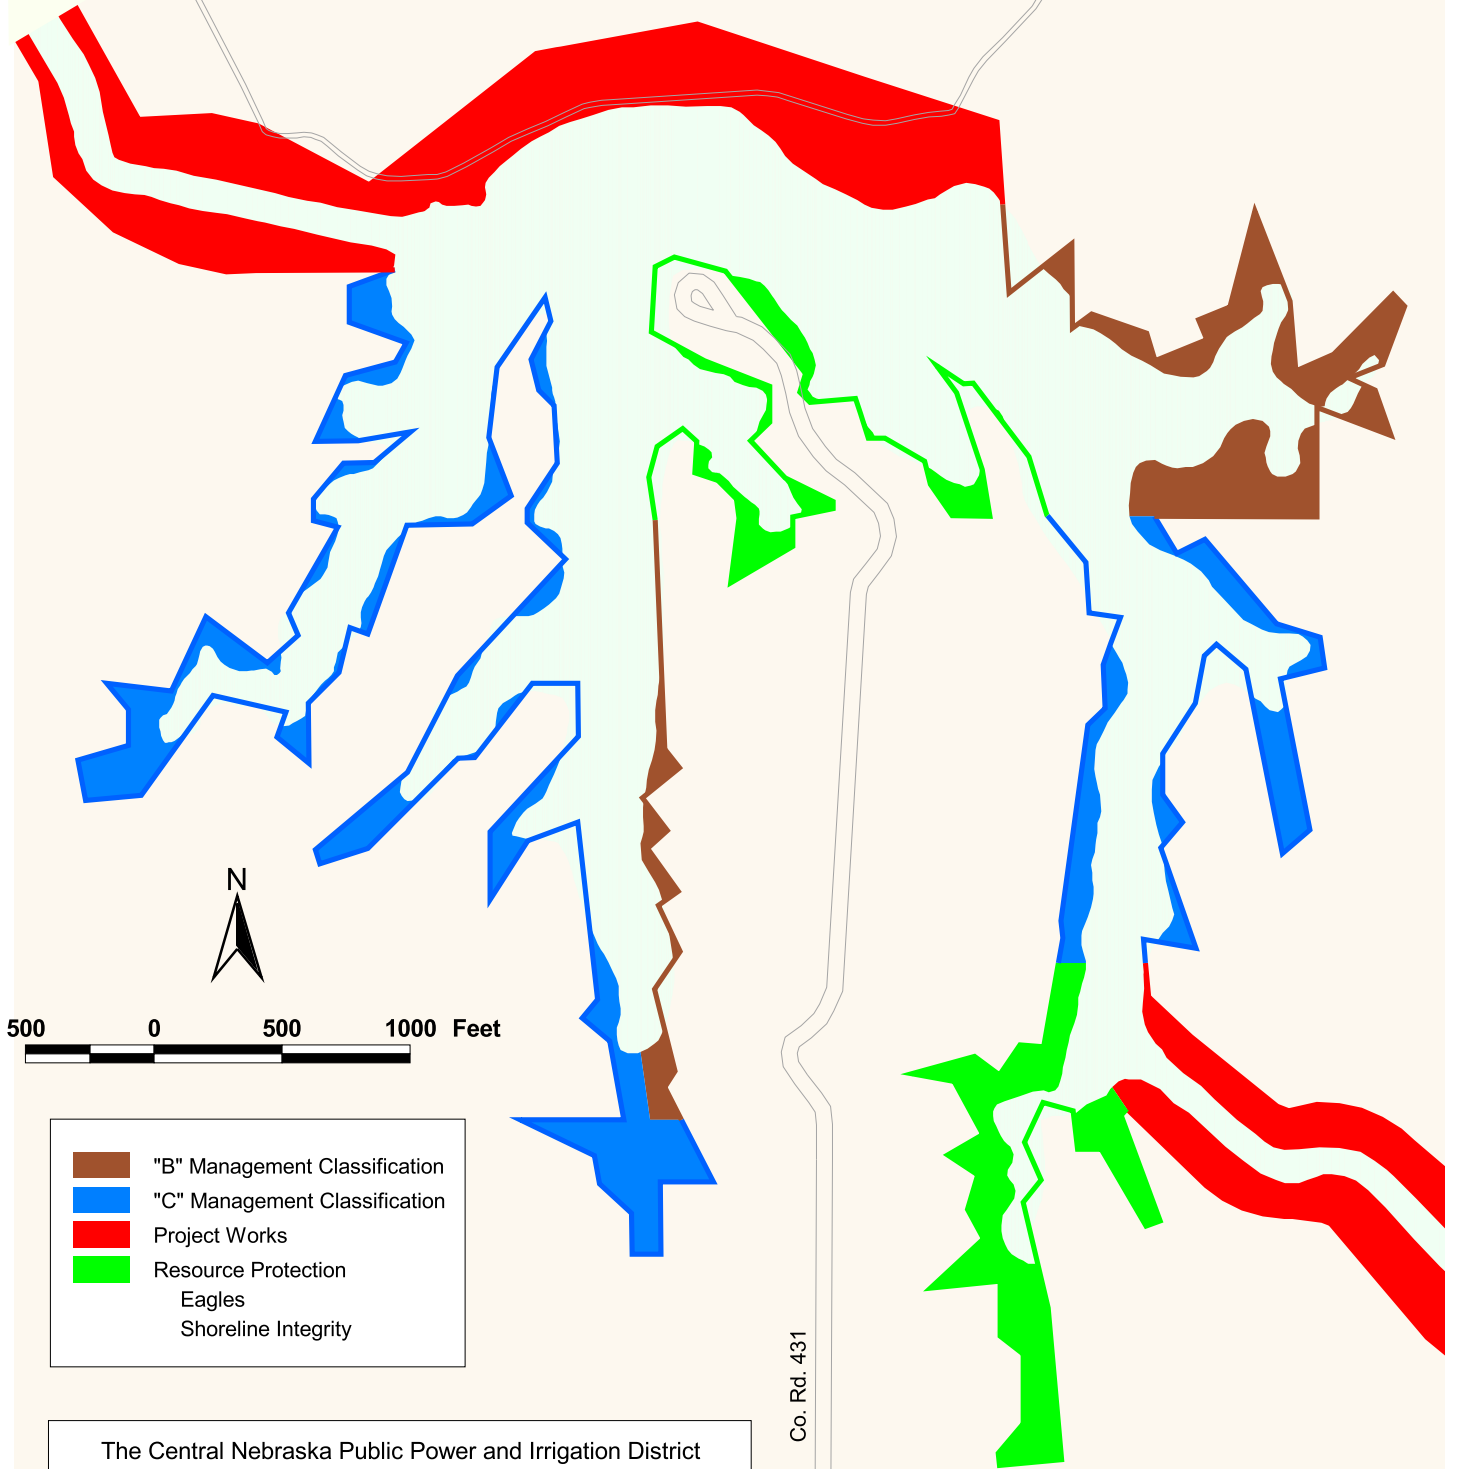 N
500 0 500 1000 Feet
"B" Management Classification
"C" Management Classification
Project Works
Resource Protection
Eagles
Shoreline Integrity
Co. Rd. 431
The Central Nebraska Public Power and Irrigation District